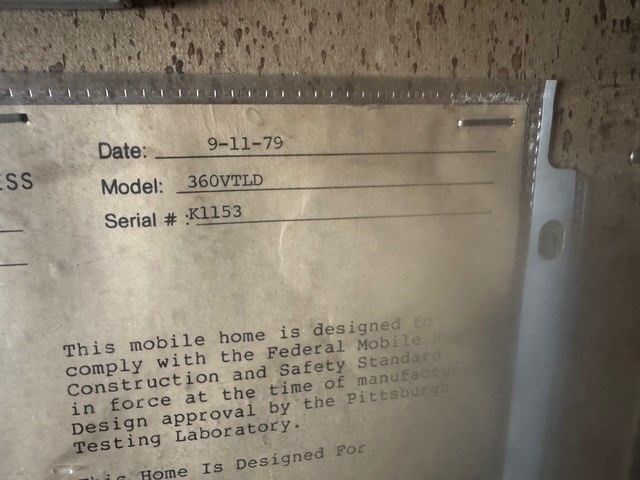 Date: 9-11-79
ESS
Model: 360VTLD
Serial #: K1153
This mobile home is designed to
comply with the Federal Mobile
Construction and Safety Standard
in force at the time of manufactu
Design approval by the Pittsburgh
Testing Laboratory.
This Home Is Designed For